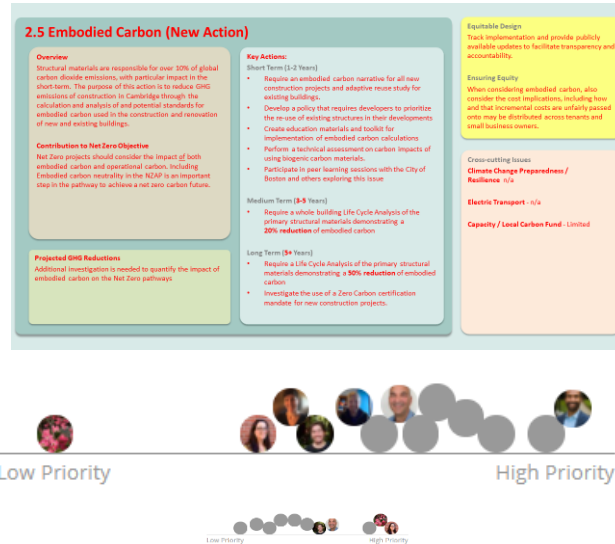 2.5 Embodied Carbon (New Action)
Overview
Structural materials are responsible for over 10% of global
carbon dioxide emissions, with particular impact in the
short-term. The purpose of this action is to reduce GHG
emissions of construction in Cambridge through the
calculation and analysis of and potential standards for
embodied carbon used in the construction and renovation
of new and existing buildings.
Contribution to Net Zero Objective
Net Zero projects should consider the impact of both
embodied carbon and operational carbon. Including
Embodied carbon neutrality in the NZAP is an important
step in the pathway to achieve a net zero carbon future.
Projected GHG Reductions
Additional investigation is needed to quantify the impact of
embodied carbon on the Net Zero pathways
Key Actions:
Short Term (1-2 Years)
• Require an embodied carbon narrative for all new
construction projects and adaptive reuse study for
existing buildings.
• Develop a policy that requires developers to prioritize
the re-use of existing structures in their developments
• Create education materials and toolkit for
implementation of embodied carbon calculations
• Perform a technical assessment on carbon impacts of
using biogenic carbon materials.
• Participate in peer learning sessions with the City of
Boston and others exploring this issue
Medium Term (3-5 Years)
• Require a whole building Life Cycle Analysis of the
primary structural materials demonstrating a
20% reduction of embodied carbon
Long Term (5+ Years)
• Require a Life Cycle Analysis of the primary structural
materials demonstrating a 50% reduction of embodied
carbon
• Investigate the use of a Zero Carbon certification
mandate for new construction projects.
Equitable Design
Track implementation and provide publicly
available updates to facilitate transparency and
accountability.
Ensuring Equity
When considering embodied carbon, also
consider the cost implications, including how
and that incremental costs are unfairly passed
onto may be distributed across tenants and
small business owners.
Cross-cutting Issues
Climate Change Preparedness /
Resilience n/a
Electric Transport - n/a
Capacity / Local Carbon Fund - Limited
Low Priority
High Priority
Low Priority
High Priority